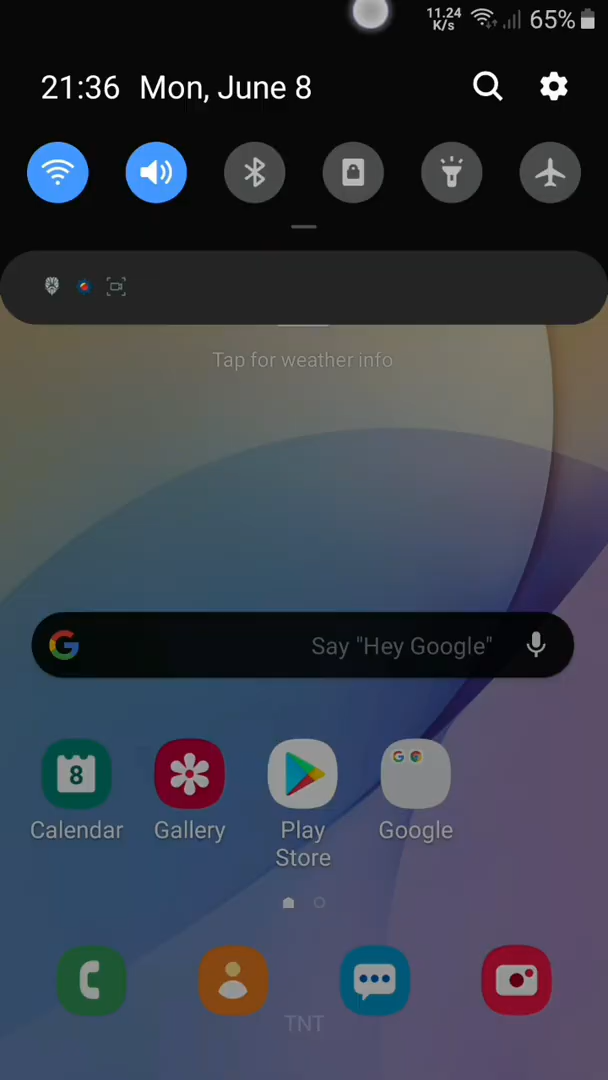 11.24
K/s
65%
21:36 Mon, June 8
Tap for weather info
Say "Hey Google"
8
Calendar
Gallery
Play
Store
Google
TNT